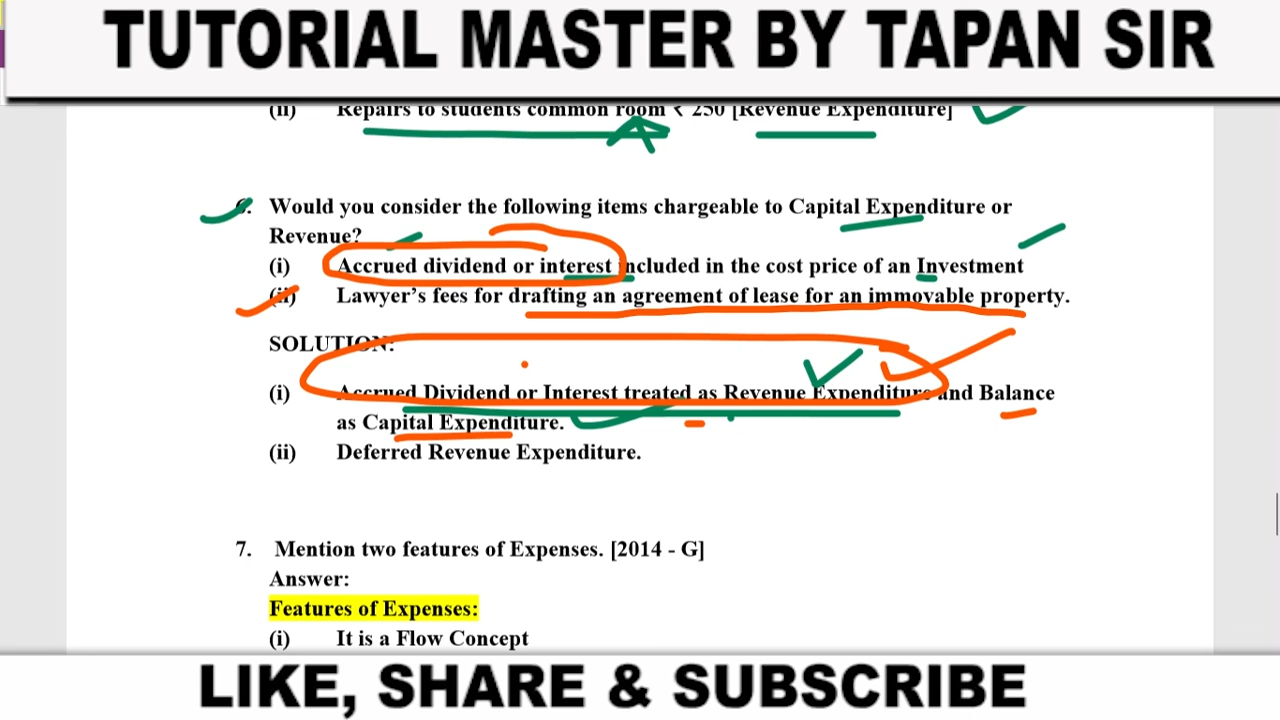 TUTORIAL MASTER BY TAPAN SIR
(ii) Repairs to students common room ₹ 250 [Revenue Expenditure]
6. Would you consider the following items chargeable to Capital Expenditure or
Revenue?
(i) Accrued dividend or interest included in the cost price of an Investment
(ii) Lawyer's fees for drafting an agreement of lease for an immovable property.
SOLUTION:
(i) Accrued Dividend or Interest treated as Revenue Expenditure and Balance
as Capital Expenditure.
(ii) Deferred Revenue Expenditure.
7. Mention two features of Expenses. [2014 - G]
Answer:
Features of Expenses:
(i) It is a Flow Concept
LIKE, SHARE & SUBSCRIBE